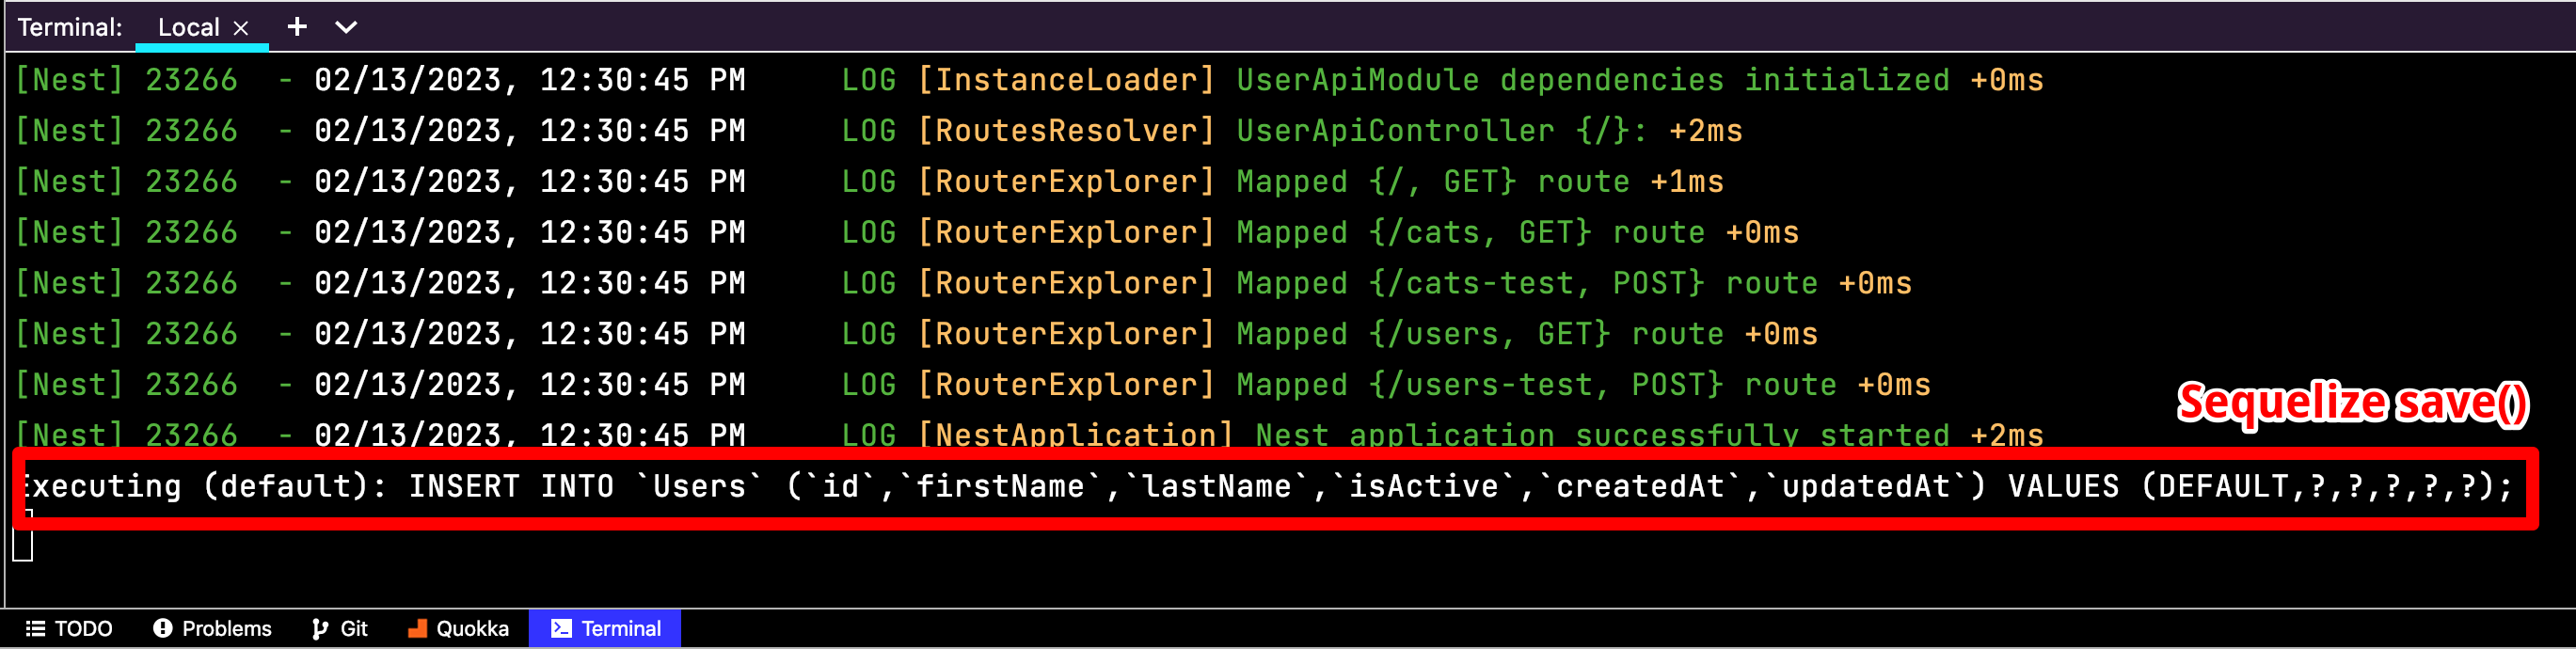 Terminal: Local × +
[Nest] 23266  - 02/13/2023, 12:30:45 PM     LOG [InstanceLoader] UserApiModule dependencies initialized +0ms
[Nest] 23266  - 02/13/2023, 12:30:45 PM     LOG [RoutesResolver] UserApiController {/}: +2ms
[Nest] 23266  - 02/13/2023, 12:30:45 PM     LOG [RouterExplorer] Mapped {/, GET} route +1ms
[Nest] 23266  - 02/13/2023, 12:30:45 PM     LOG [RouterExplorer] Mapped {/cats, GET} route +0ms
[Nest] 23266  - 02/13/2023, 12:30:45 PM     LOG [RouterExplorer] Mapped {/cats-test, POST} route +0ms
[Nest] 23266  - 02/13/2023, 12:30:45 PM     LOG [RouterExplorer] Mapped {/users, GET} route +0ms
[Nest] 23266  - 02/13/2023, 12:30:45 PM     LOG [RouterExplorer] Mapped {/users-test, POST} route +0ms
Sequelize save()
[Nest] 23266  - 02/13/2023, 12:30:45 PM     LOG [NestApplication] Nest application successfully started +2ms
Executing (default): INSERT INTO `Users` (`id`,`firstName`,`lastName`,`isActive`,`createdAt`,`updatedAt`) VALUES (DEFAULT,?,?,?,?,?);
TODO Problems Git Quokka Terminal